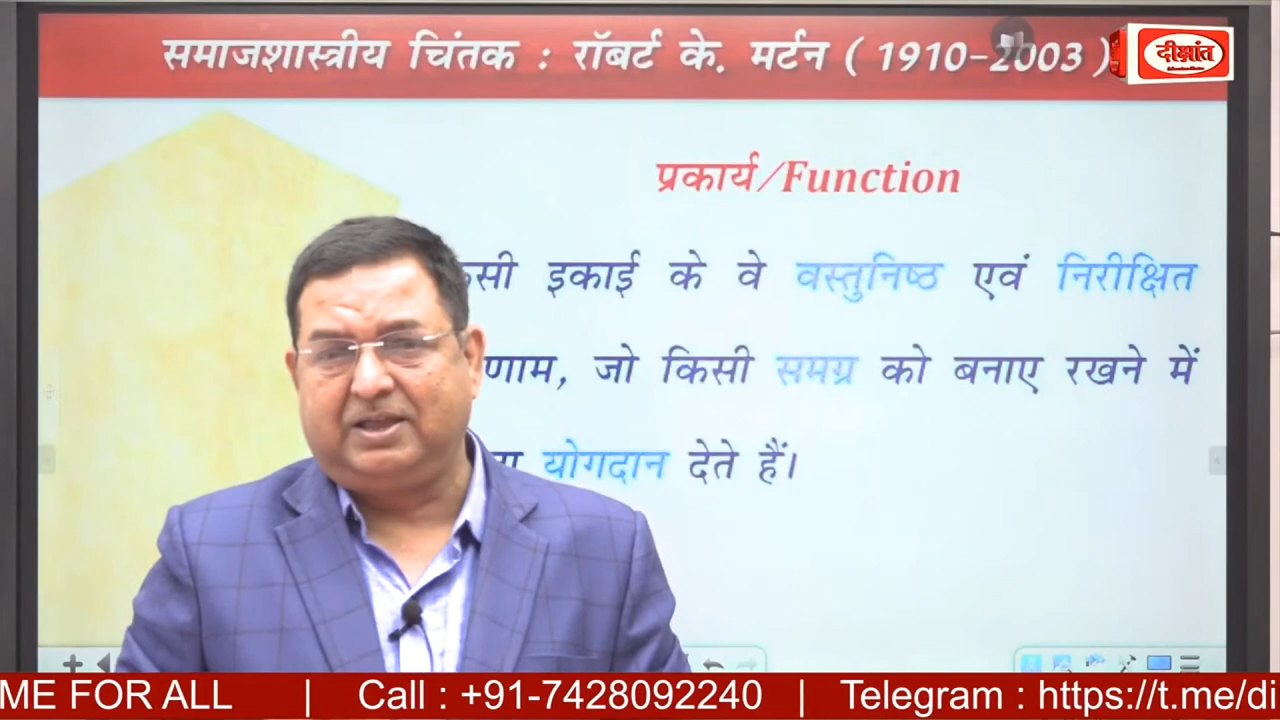 समाजशास्त्रीय चिंतक : रॉबर्ट के. मर्टन ( 1910-2003 )
दीक्षांत
प्रकार्य/Function
इकाई के वे वस्तुनिष्ठ एवं निरीक्षित
जो किसी समग्र को बनाए रखने में
योगदान देते हैं।
ME FOR ALL | Call : +91-7428092240 | Telegram : https://t.me/di